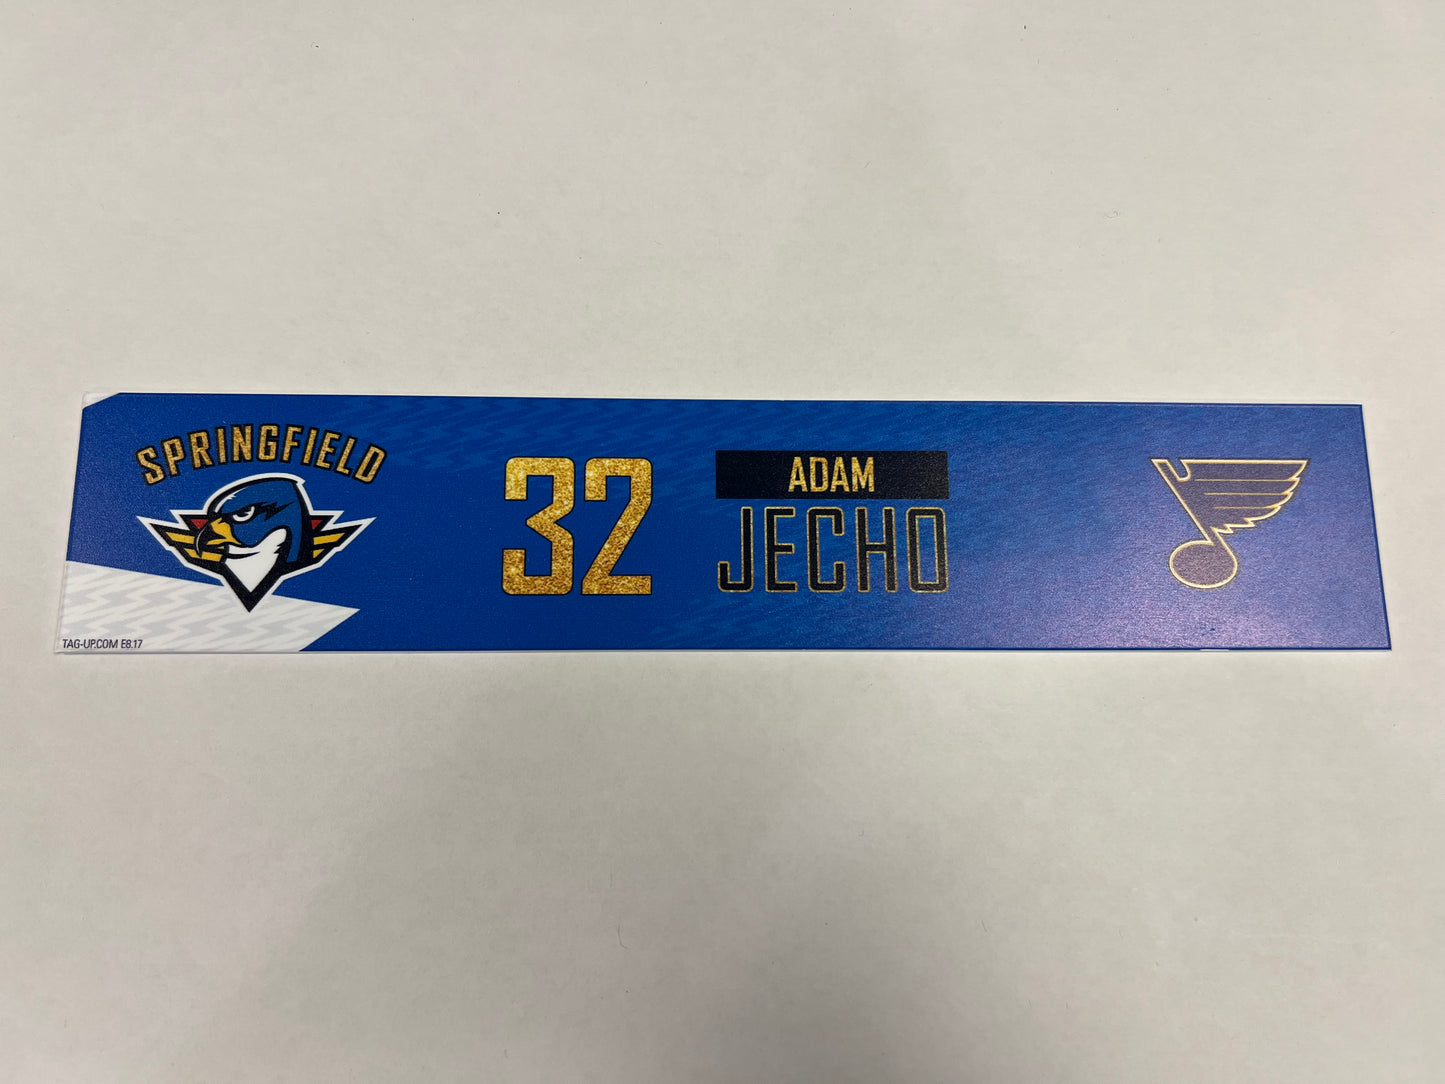 SPRINGFIELD
32
ADAM
JECHO
TAG-UP.COM E8.17